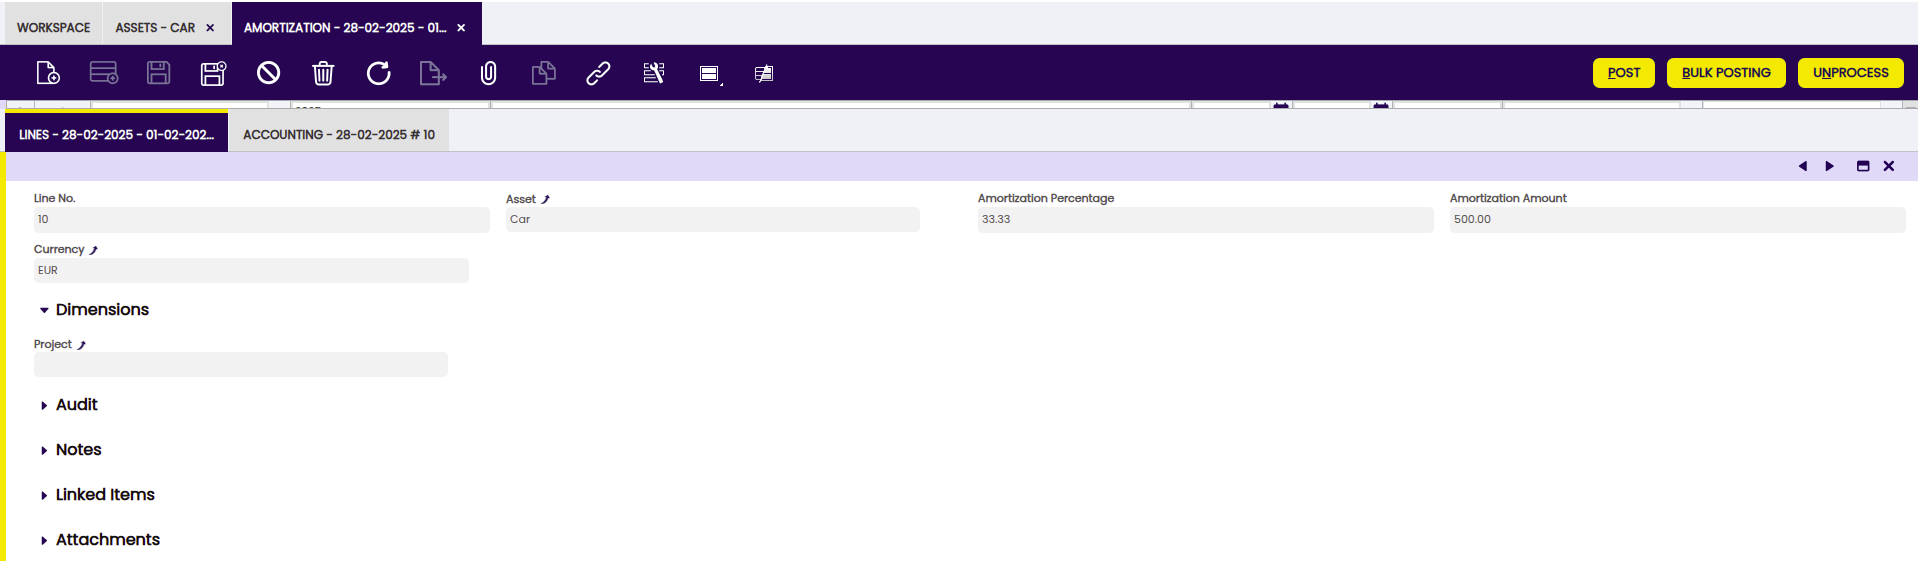 WORKSPACE ASSETS - CAR AMORTIZATION - 28-02-2025 - 01...
POST BULK POSTING UNPROCESS
LINES - 28-02-2025 - 01-02-202... ACCOUNTING - 28-02-2025 # 10
Line No. Asset Amortization Percentage Amortization Amount
10 Car 33.33 500.00
Currency
EUR
Dimensions
Project
Audit
Notes
Linked Items
Attachments